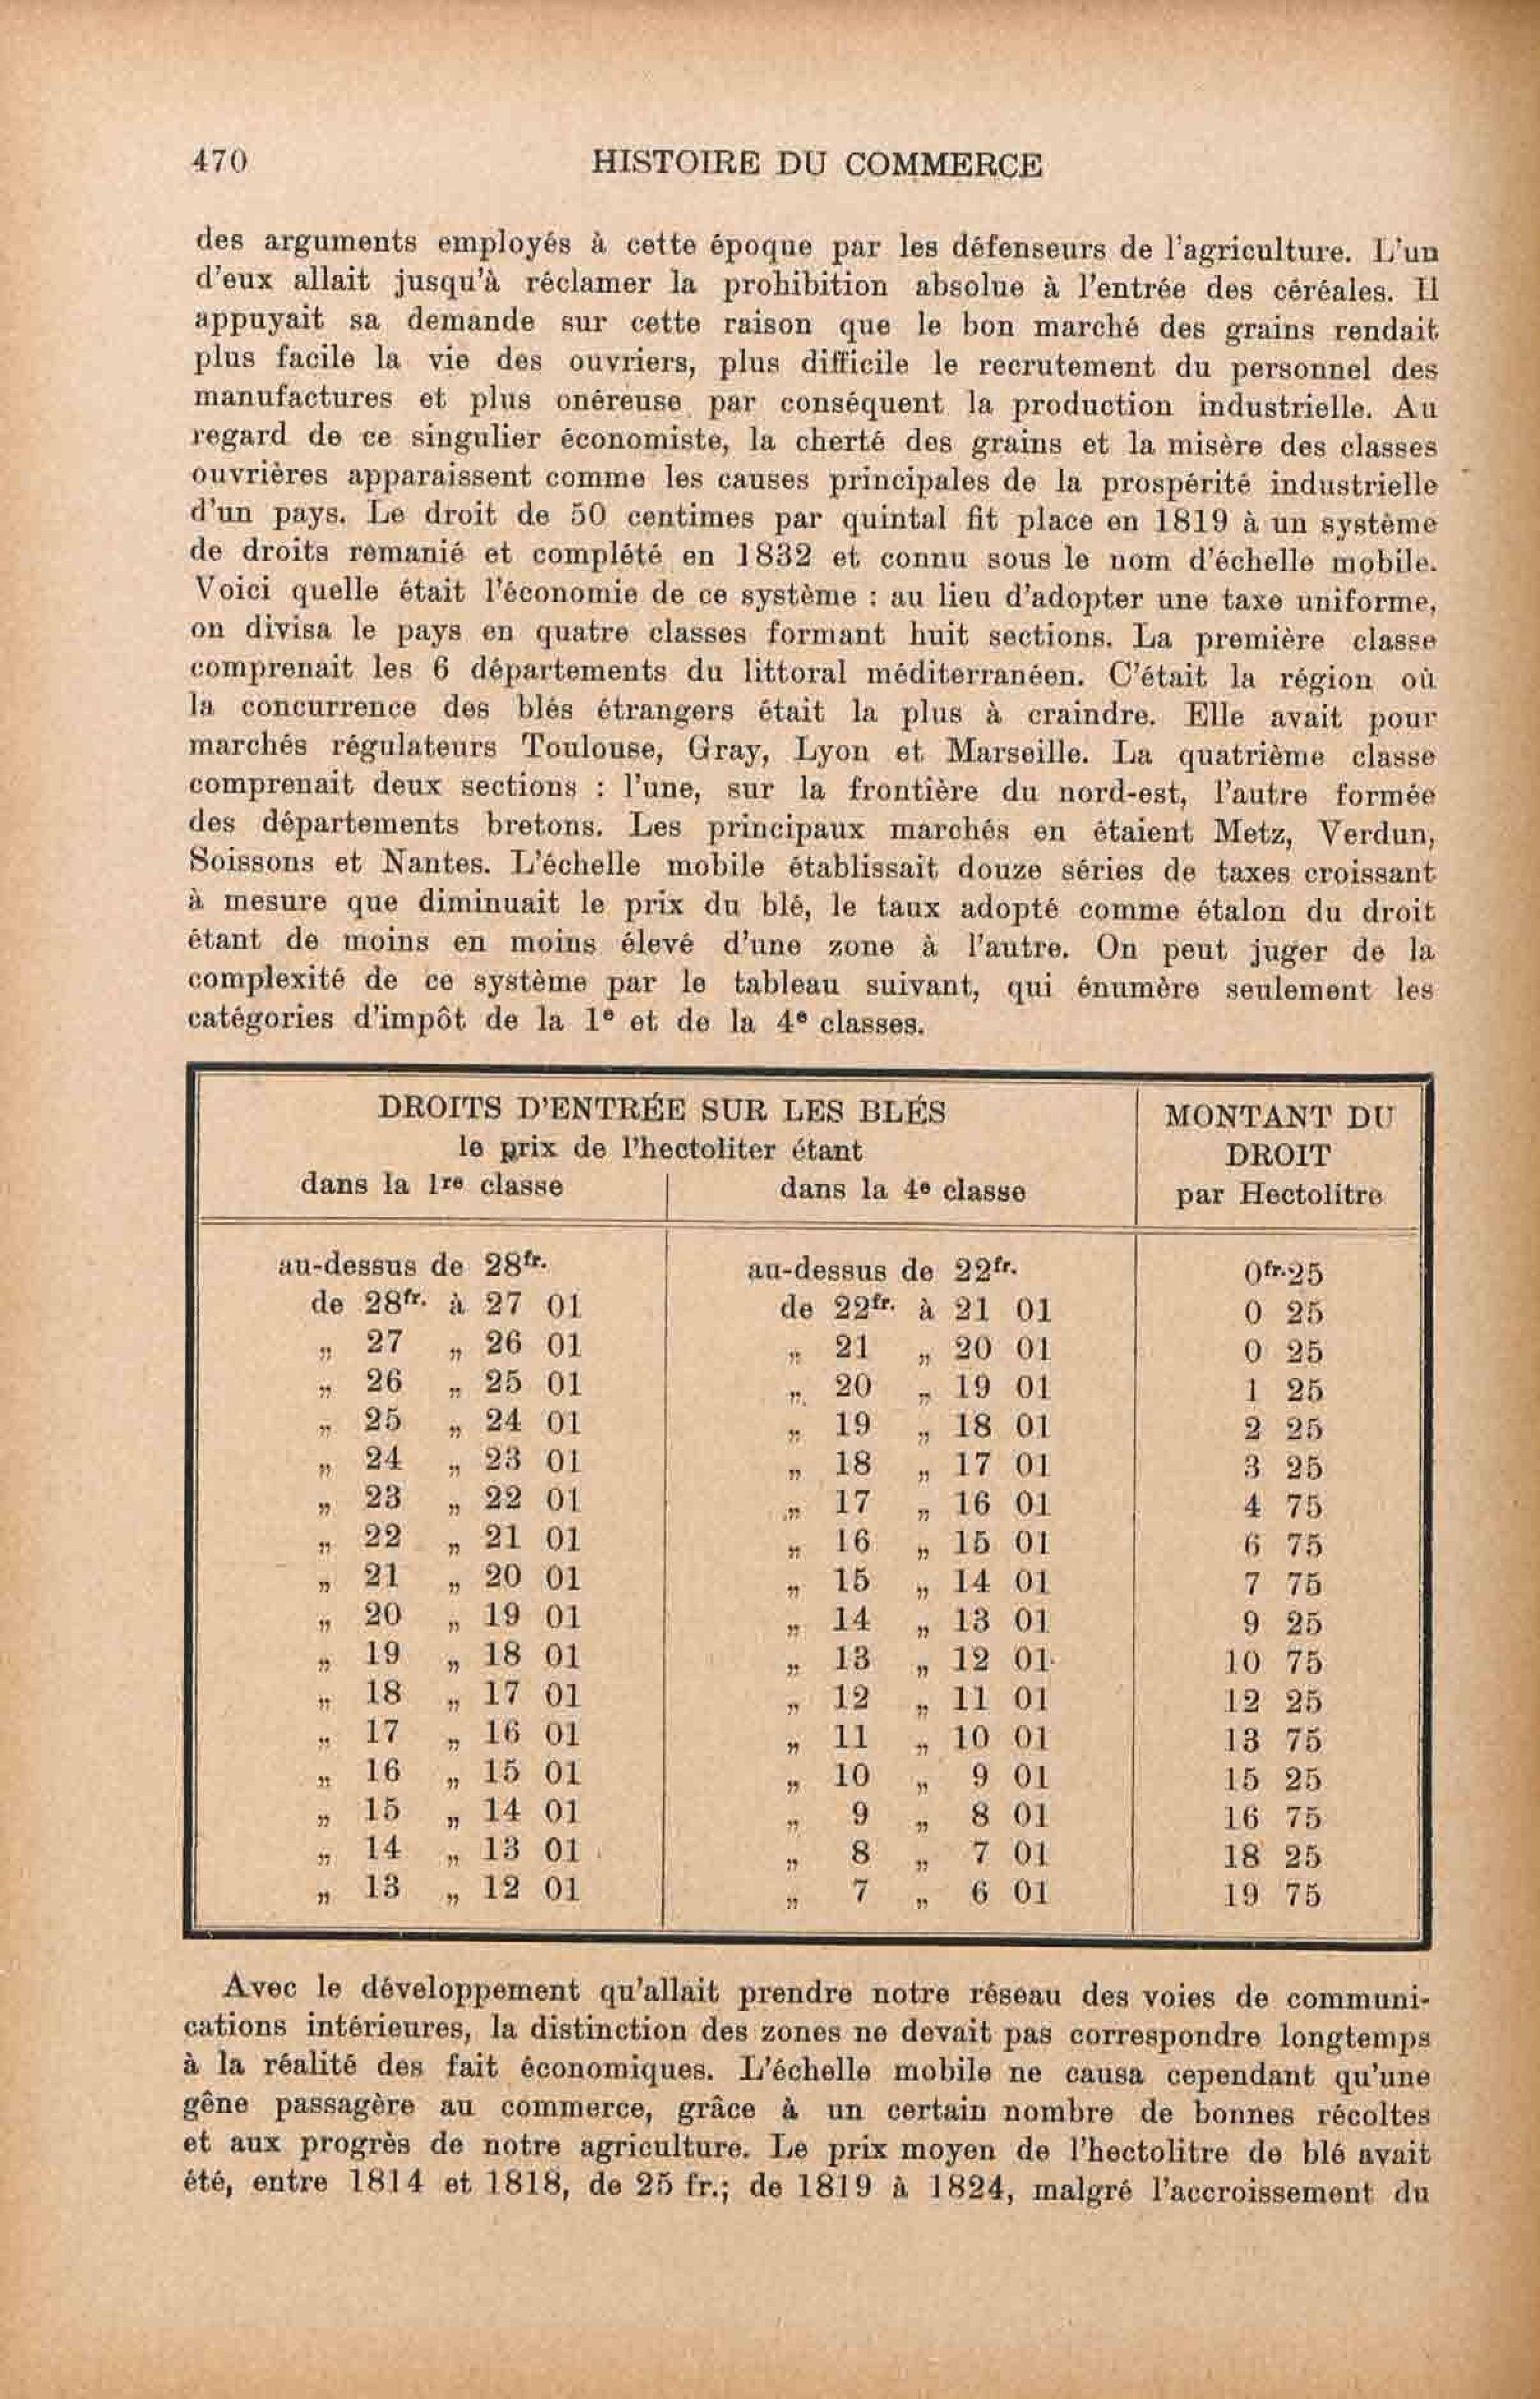 470 HISTOIRE DU COMMERCE
des arguments employés à cette époque par les défenseurs de l'agriculture. L'un
d'eux allait jusqu'à réclamer la prohibition absolue à l'entrée des céréales. Il
appuyait sa demande sur cette raison que le bon marché des grains rendait
plus facile la vie des ouvriers, plus difficile le recrutement du personnel des
manufactures et plus onéreuse par conséquent la production industrielle. Au
regard de ce singulier économiste, la cherté des grains et la misère des classes
ouvrières apparaissent comme les causes principales de la prospérité industrielle
d'un pays. Le droit de 50 centimes par quintal fit place en 1819 à un système
de droits remanié et complété en 1832 et connu sous le nom d'échelle mobile.
Voici quelle était l'économie de ce système : au lieu d'adopter une taxe uniforme,
on divisa le pays en quatre classes formant huit sections. La première classe
comprenait les 6 départements du littoral méditerranéen. C'était la région où
la concurrence des blés étrangers était la plus à craindre. Elle avait pour
marchés régulateurs Toulouse, Gray, Lyon et Marseille. La quatrième classe
comprenait deux sections : l'une, sur la frontière du nord-est, l'autre formée
des départements bretons. Les principaux marchés en étaient Metz, Verdun,
Soissons et Nantes. L'échelle mobile établissait douze séries de taxes croissant
à mesure que diminuait le prix du blé, le taux adopté comme étalon du droit
étant de moins en moins élevé d'une zone à l'autre. On peut juger de la
complexité de ce système par le tableau suivant, qui énumère seulement les
catégories d'impôt de la 1e et de la 4e classes.
DROITS D'ENTRÉE SUR LES BLÉS
le prix de l'hectoliter étant
dans la 1re classe dans la 4e classe
MONTANT DU
DROIT
par Hectolitre
au-dessus de 28fr. au-dessus de 22fr. 0fr.25
de 28fr. à 27 01 de 22fr. à 21 01 0 25
„ 27 „ 26 01 „ 21 „ 20 01 0 25
„ 26 „ 25 01 „ 20 „ 19 01 1 25
„ 25 „ 24 01 „ 19 „ 18 01 2 25
„ 24 „ 23 01 „ 18 „ 17 01 3 25
„ 23 „ 22 01 „ 17 „ 16 01 4 75
„ 22 „ 21 01 „ 16 „ 15 01 6 75
„ 21 „ 20 01 „ 15 „ 14 01 7 75
„ 20 „ 19 01 „ 14 „ 13 01 9 25
„ 19 „ 18 01 „ 13 „ 12 01 10 75
„ 18 „ 17 01 „ 12 „ 11 01 12 25
„ 17 „ 16 01 „ 11 „ 10 01 13 75
„ 16 „ 15 01 „ 10 „ 9 01 15 25
„ 15 „ 14 01 „ 9 „ 8 01 16 75
„ 14 „ 13 01 „ 8 „ 7 01 18 25
„ 13 „ 12 01 „ 7 „ 6 01 19 75
Avec le développement qu'allait prendre notre réseau des voies de communi-
cations intérieures, la distinction des zones ne devait pas correspondre longtemps
à la réalité des fait économiques. L'échelle mobile ne causa cependant qu'une
gêne passagère au commerce, grâce à un certain nombre de bonnes récoltes
et aux progrès de notre agriculture. Le prix moyen de l'hectolitre de blé avait
été, entre 1814 et 1818, de 25 fr.; de 1819 à 1824, malgré l'accroissement du